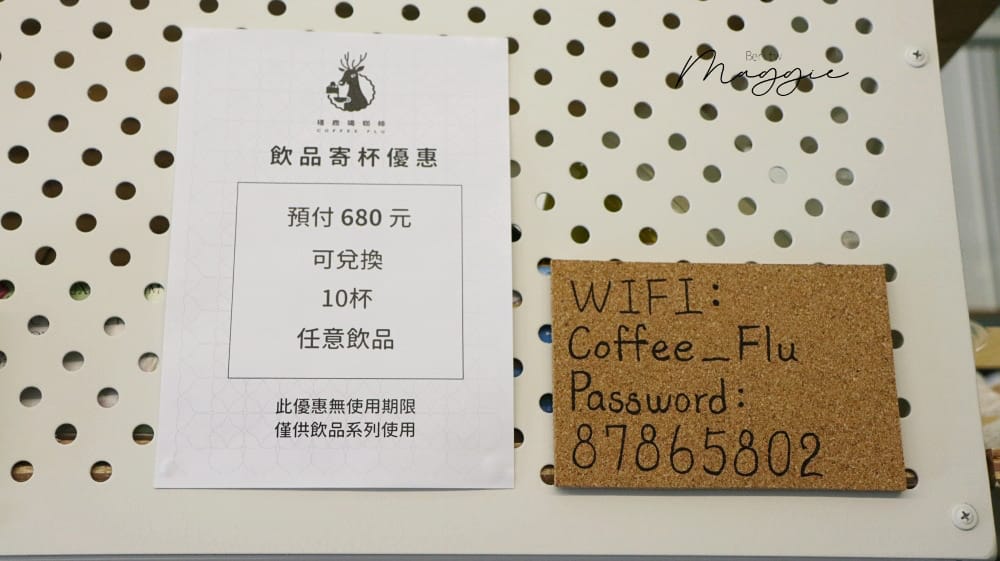 COFFEE FLU
飲品寄杯優惠
預付 680 元
可兌換
10杯
任意飲品
此優惠無使用期限
僅供飲品系列使用
Maggie
WIFI:
Coffee_Flu
Password:
87865802